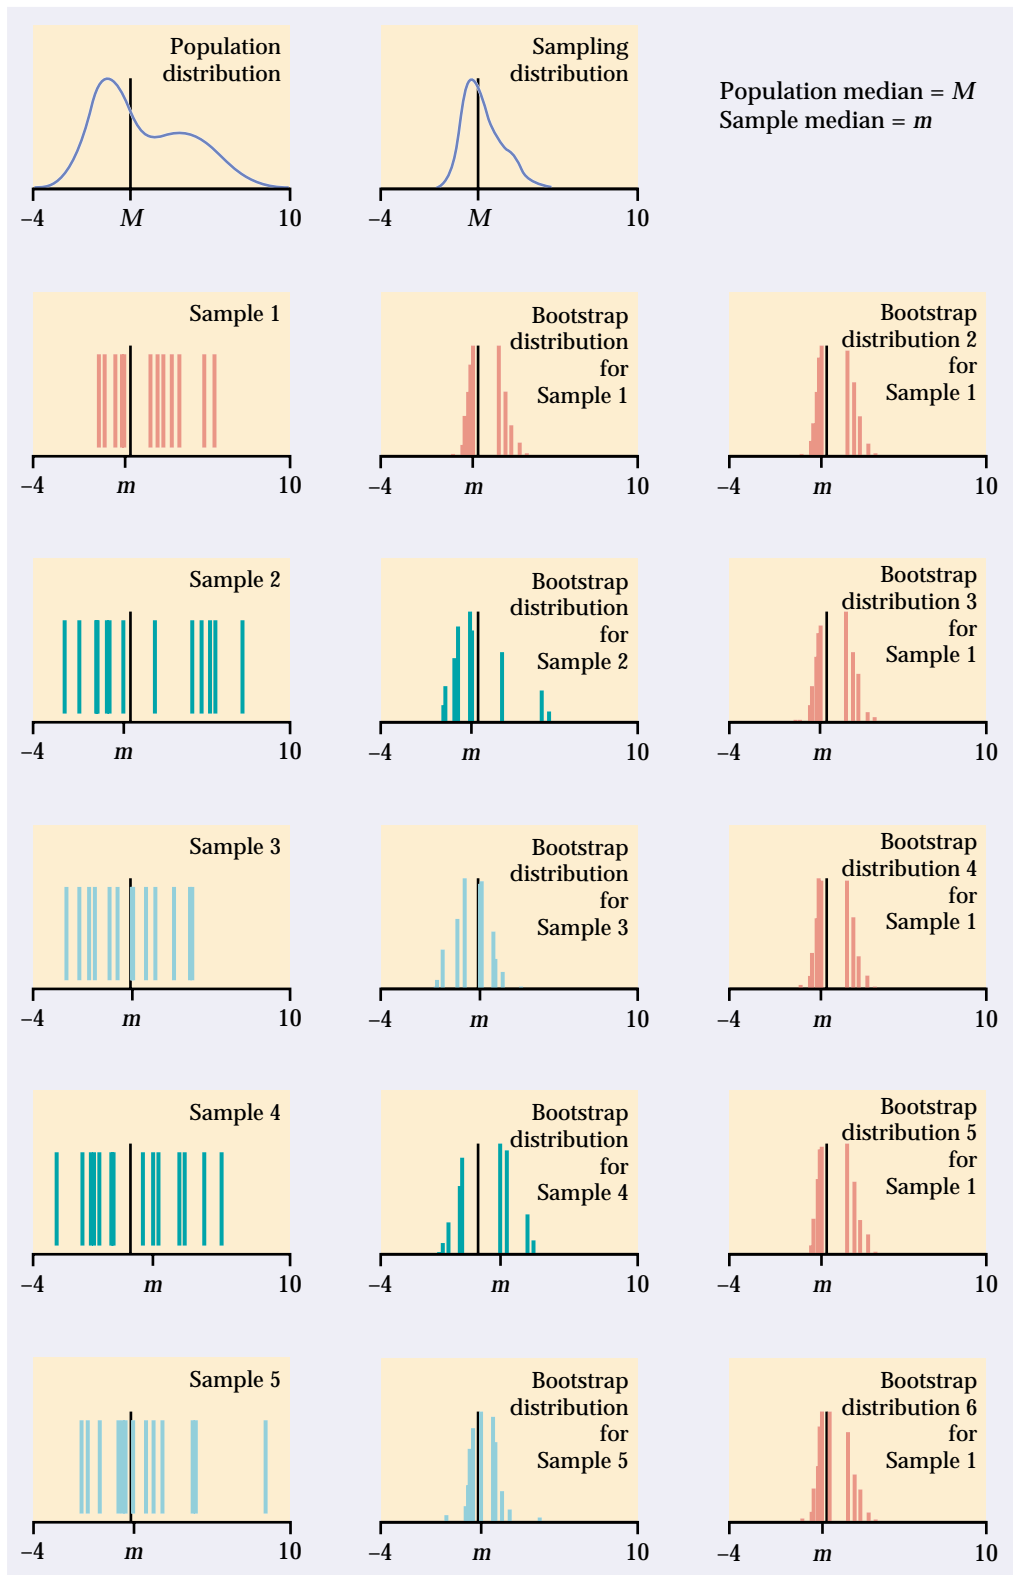 Population
distribution
−4 M 10
Sampling
distribution
−4 M 10
Population median = M
Sample median = m
Sample 1
−4 m 10
Bootstrap
distribution
for
Sample 1
−4 m 10
Bootstrap
distribution 2
for
Sample 1
−4 m 10
Sample 2
−4 m 10
Bootstrap
distribution
for
Sample 2
−4 m 10
Bootstrap
distribution 3
for
Sample 1
−4 m 10
Sample 3
−4 m 10
Bootstrap
distribution
for
Sample 3
−4 m 10
Bootstrap
distribution 4
for
Sample 1
−4 m 10
Sample 4
−4 m 10
Bootstrap
distribution
for
Sample 4
−4 m 10
Bootstrap
distribution 5
for
Sample 1
−4 m 10
Sample 5
−4 m 10
Bootstrap
distribution
for
Sample 5
−4 m 10
Bootstrap
distribution 6
for
Sample 1
−4 m 10